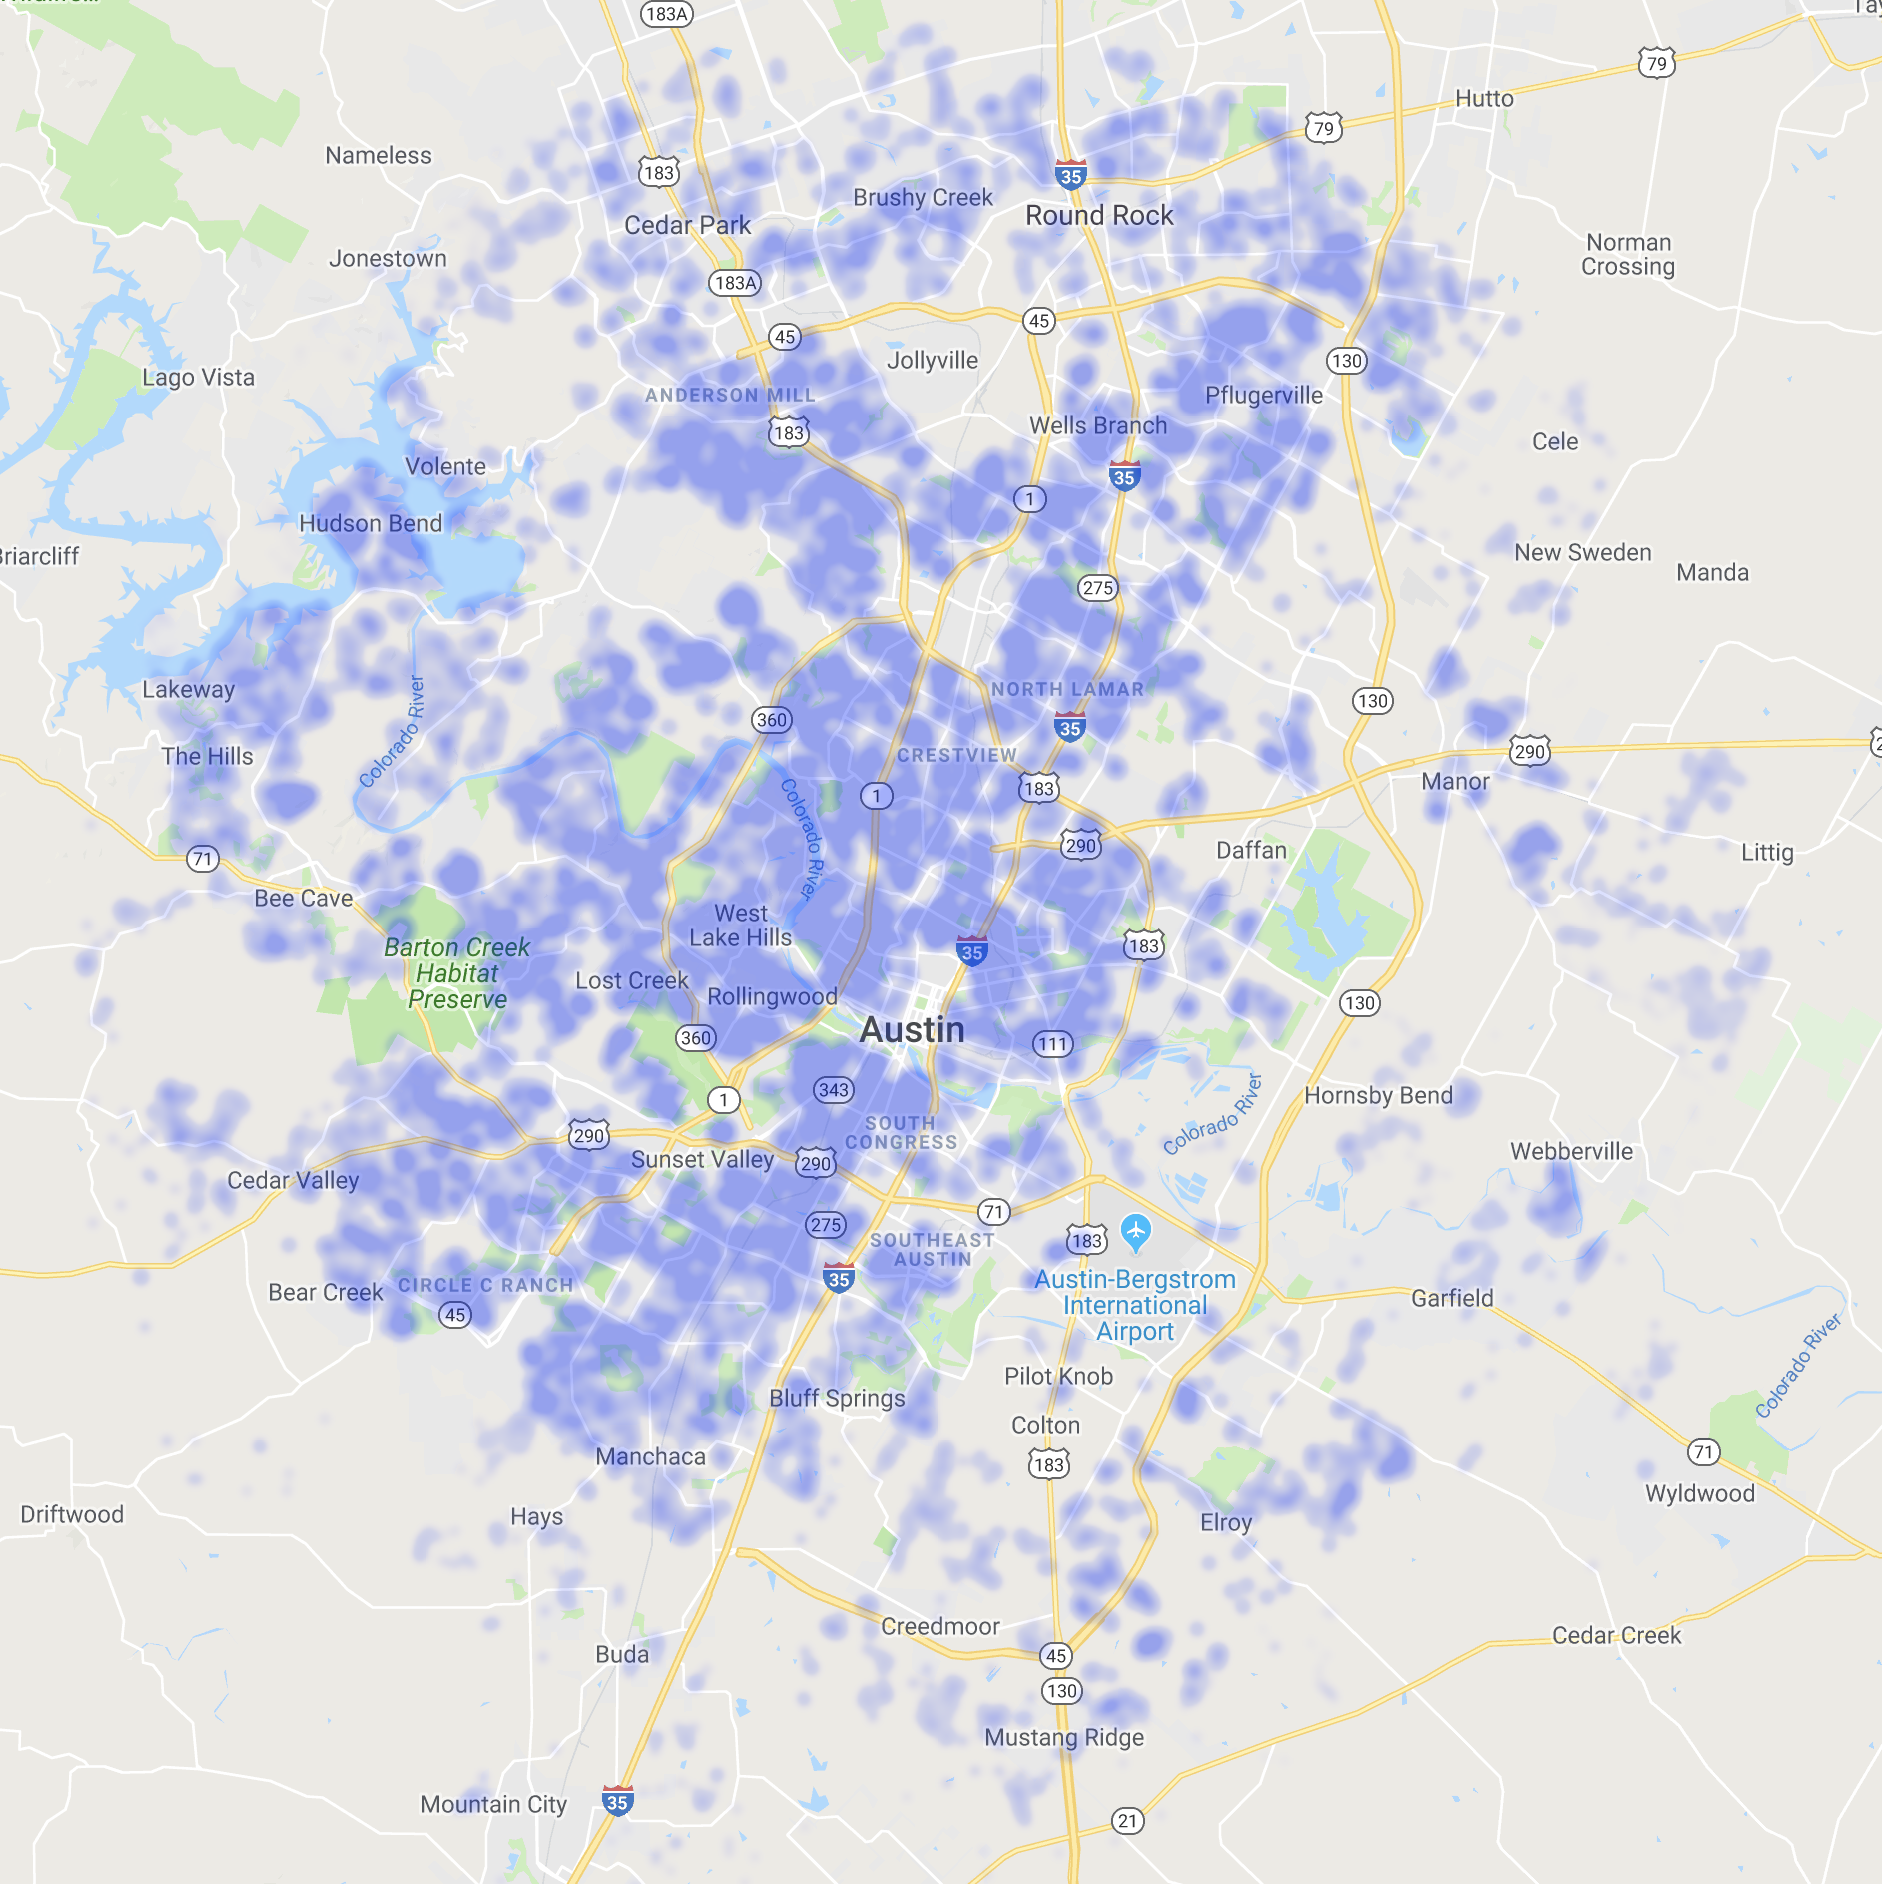 183A
Tay
79
Hutto
79
Nameless
183
35
Brushy Creek
Round Rock
Cedar Park
Norman
Crossing
Jonestown
183A
45
45
Jollyville
130
Lago Vista
ANDERSON MILL
Pflugerville
183
Wells Branch
Cele
Volente
35
1
Hudson Bend
Briarcliff
New Sweden
Manda
275
Lakeway
NORTH LAMAR
130
Colorado River
360
35
The Hills
CRESTVIEW
290
2
Manor
183
1
Colorado River
290
Daffan
Littig
71
Bee Cave
West
Lake Hills
Barton Creek
Habitat
Preserve
35
183
Lost Creek
Rollingwood
130
Austin
360
111
343
1
Hornsby Bend
Colorado River
SOUTH
CONGRESS
290
Sunset Valley
290
Webberville
Cedar Valley
71
275
183
SOUTHEAST
AUSTIN
35
Austin-Bergstrom
International
Airport
Bear Creek
CIRCLE C RANCH
45
Garfield
Colorado River
Pilot Knob
Bluff Springs
Colton
Manchaca
183
71
Wyldwood
Driftwood
Hays
Elroy
Creedmoor
Cedar Creek
Buda
45
130
Mustang Ridge
Mountain City
35
21